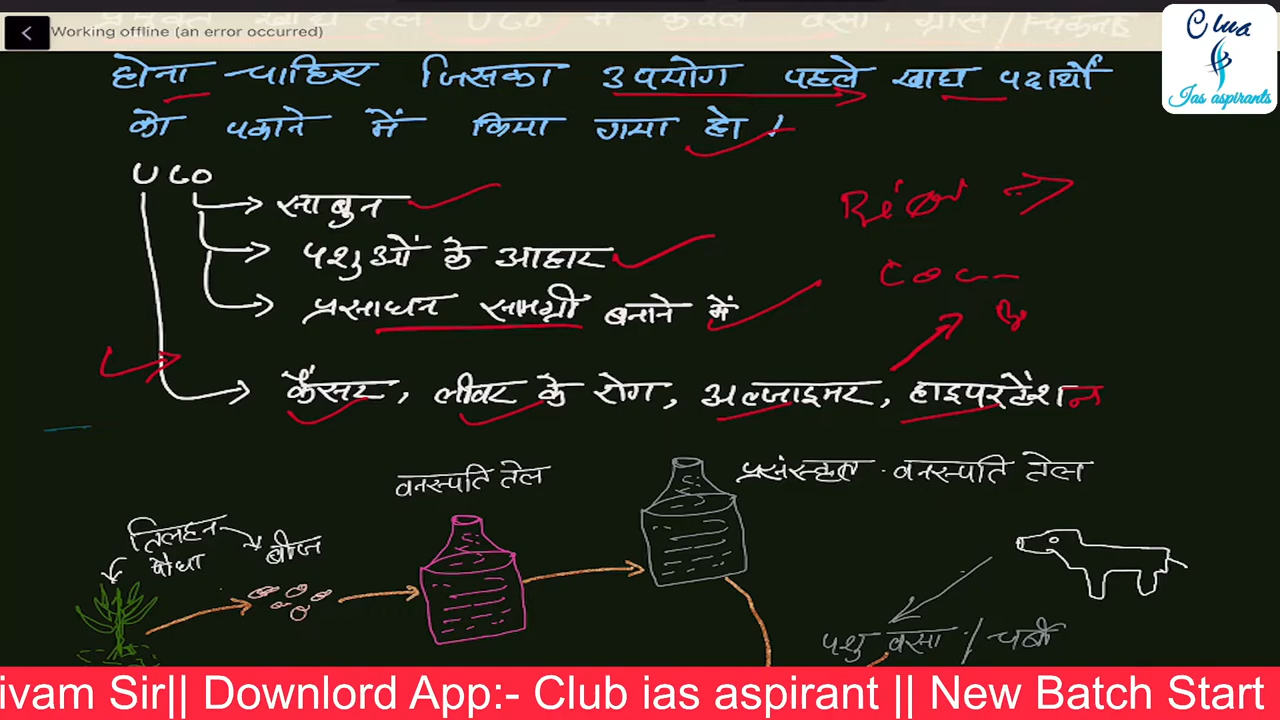 Working offline (an error occurred)
Clua
Ias aspirants
होना चाहिए जिसका उपयोग पहले खाद्य पदार्थों
को पकाने में किया गया हो।
UCO
साबुन
पशुओं के आहार
प्रसाधन सामग्री बनाने में
कैंसर, लीवर के रोग, अल्जाइमर, हाइपरटेंशन
वनस्पति तेल
प्रसंस्कृत वनस्पति तेल
तिलहन
पौधा
बीज
पशु वसा / चर्बी
ivam Sir|| Downlord App:- Club ias aspirant || New Batch Start